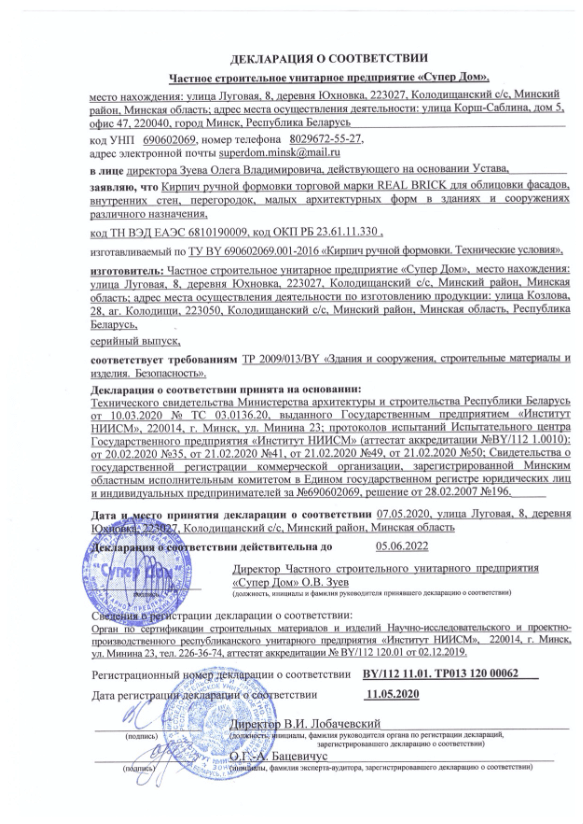 ДЕКЛАРАЦИЯ О СООТВЕТСТВИИ
Частное строительное унитарное предприятие «Супер Дом»,
место нахождения: улица Луговая, 8, деревня Юхновка, 223027, Колодищанский с/с, Минский
район, Минская область; адрес места осуществления деятельности: улица Корш-Саблина, дом 5,
офис 47, 220040, город Минск, Республика Беларусь
код УНП 690602069, номер телефона 8029672-55-27,
адрес электронной почты superdom.minsk@mail.ru
в лице директора Зуева Олега Владимировича, действующего на основании Устава,
заявляю, что Кирпич ручной формовки торговой марки REAL BRICK для облицовки фасадов,
внутренних стен, перегородок, малых архитектурных форм в зданиях и сооружениях
различного назначения,
код ТН ВЭД ЕАЭС 6810190009, код ОКП РБ 23.61.11.330 ,
изготавливаемый по ТУ BY 690602069.001-2016 «Кирпич ручной формовки. Технические условия»,
изготовитель: Частное строительное унитарное предприятие «Супер Дом», место нахождения:
улица Луговая, 8, деревня Юхновка, 223027, Колодищанский с/с, Минский район, Минская
область; адрес места осуществления деятельности по изготовлению продукции: улица Козлова,
28, аг. Колодищи, 223050, Колодищанский с/с, Минский район, Минская область, Республика
Беларусь,
серийный выпуск,
соответствует требованиям ТР 2009/013/BY «Здания и сооружения, строительные материалы и
изделия. Безопасность».
Декларация о соответствии принята на основании:
Технического свидетельства Министерства архитектуры и строительства Республики Беларусь
от 10.03.2020 № ТС 03.0136.20, выданного Государственным предприятием «Институт
НИИСМ», 220014, г. Минск, ул. Минина 23; протоколов испытаний Испытательного центра
Государственного предприятия «Институт НИИСМ» (аттестат аккредитации №BY/112 1.0010):
от 20.02.2020 №35, от 21.02.2020 №41, от 21.02.2020 №49, от 21.02.2020 №50; Свидетельства о
государственной регистрации коммерческой организации, зарегистрированной Минским
областным исполнительным комитетом в Едином государственном регистре юридических лиц
и индивидуальных предпринимателей за №690602069, решение от 28.02.2007 №196.
Дата и место принятия декларации о соответствии 07.05.2020, улица Луговая, 8, деревня
Юхновка, 223027, Колодищанский с/с, Минский район, Минская область
Декларация о соответствии действительна до 05.06.2022
"Супер Дом"
Директор Частного строительного унитарного предприятия
«Супер Дом» О.В. Зуев
(подпись)
(должность, инициалы и фамилия руководителя принявшего декларацию о соответствии)
Сведения о регистрации декларации о соответствии:
Орган по сертификации строительных материалов и изделий Научно-исследовательского и проектно-
производственного республиканского унитарного предприятия «Институт НИИСМ», 220014, г. Минск,
ул. Минина 23, тел. 226-36-74, аттестат аккредитации № BY/112 120.01 от 02.12.2019.
Регистрационный номер декларации о соответствии BY/112 11.01. ТР013 120 00062
Дата регистрации декларации о соответствии 11.05.2020
Директор В.И. Лобачевский
(подпись) (должность, инициалы, фамилия руководителя органа по регистрации деклараций,
зарегистрировавшего декларацию о соответствии)
О.Г.-А. Бацевичус
(подпись) (инициалы, фамилия эксперта-аудитора, зарегистрировавшего декларацию о соответствии)